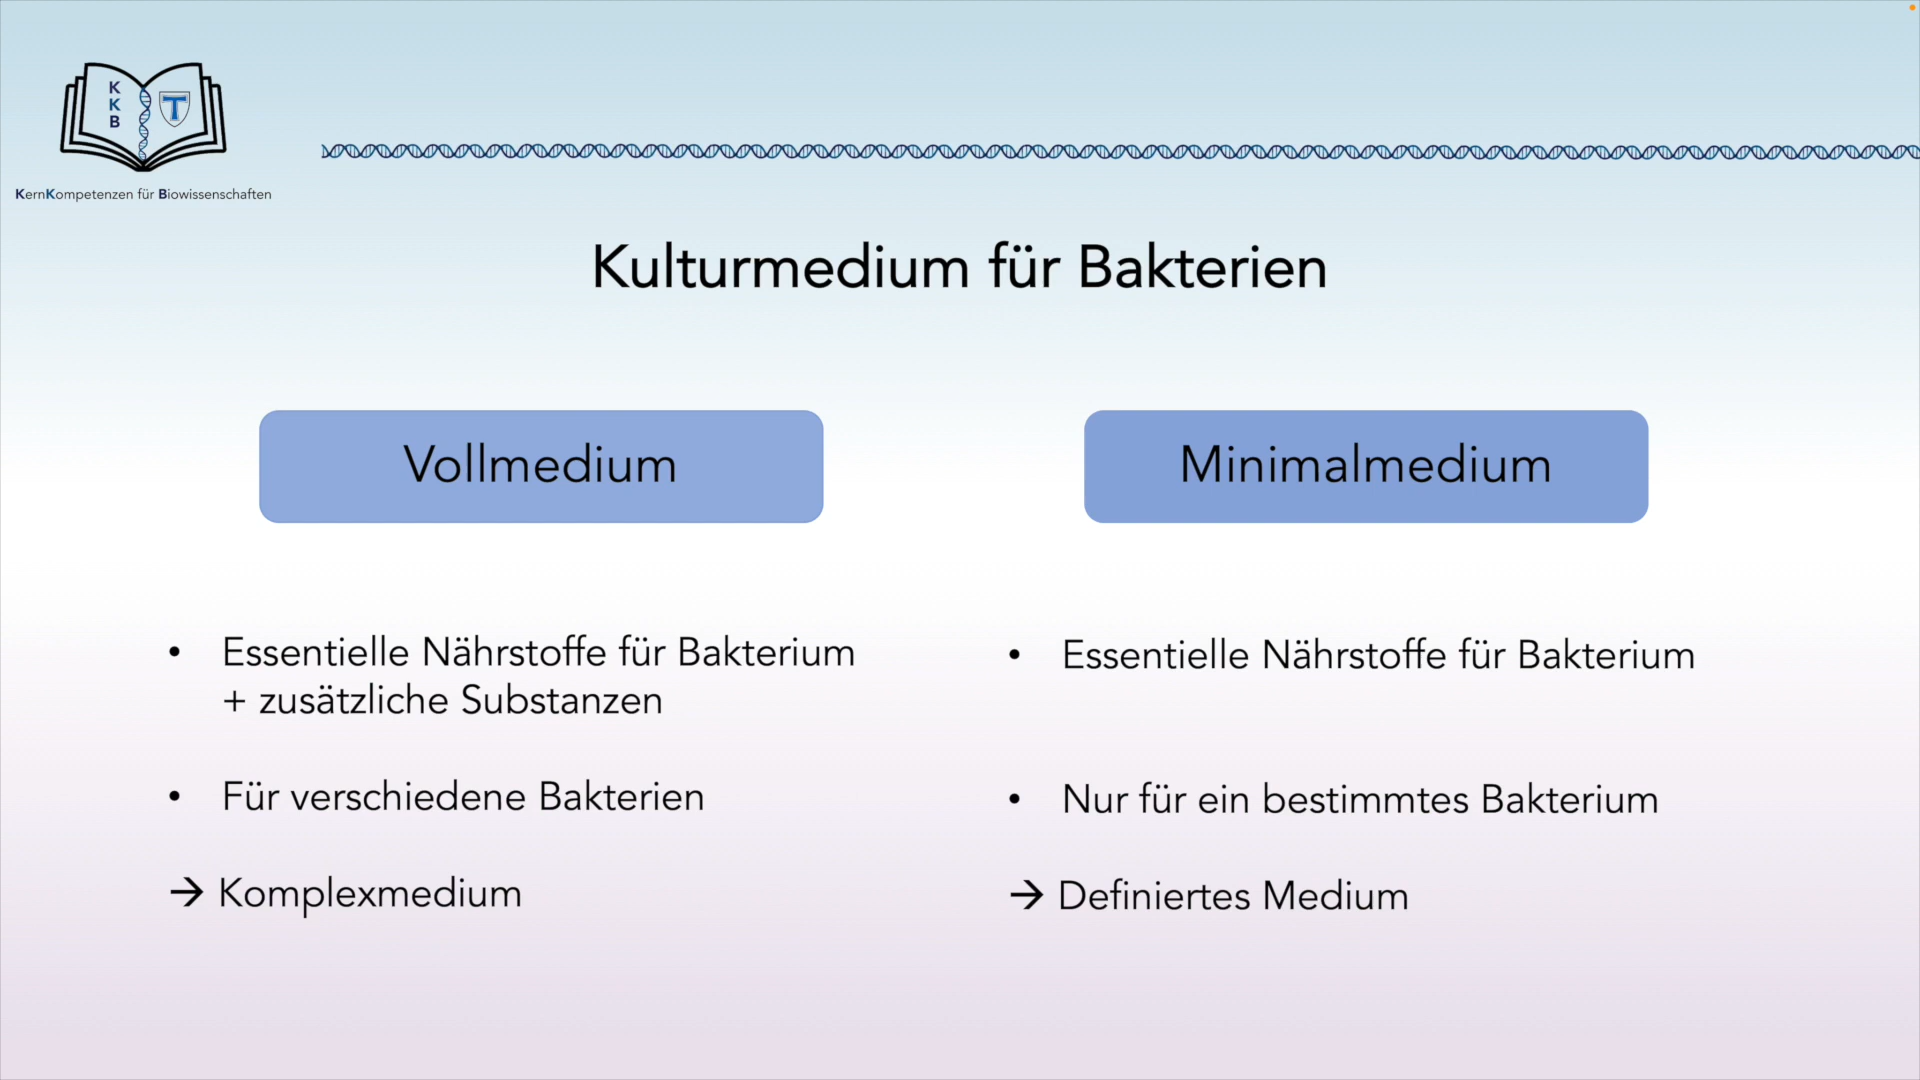 K
K
B
T
KernKompetenzen für Biowissenschaften
Kulturmedium für Bakterien
Vollmedium
Minimalmedium
• Essentielle Nährstoffe für Bakterium
+ zusätzliche Substanzen
• Für verschiedene Bakterien
→ Komplexmedium
• Essentielle Nährstoffe für Bakterium
• Nur für ein bestimmtes Bakterium
→ Definiertes Medium